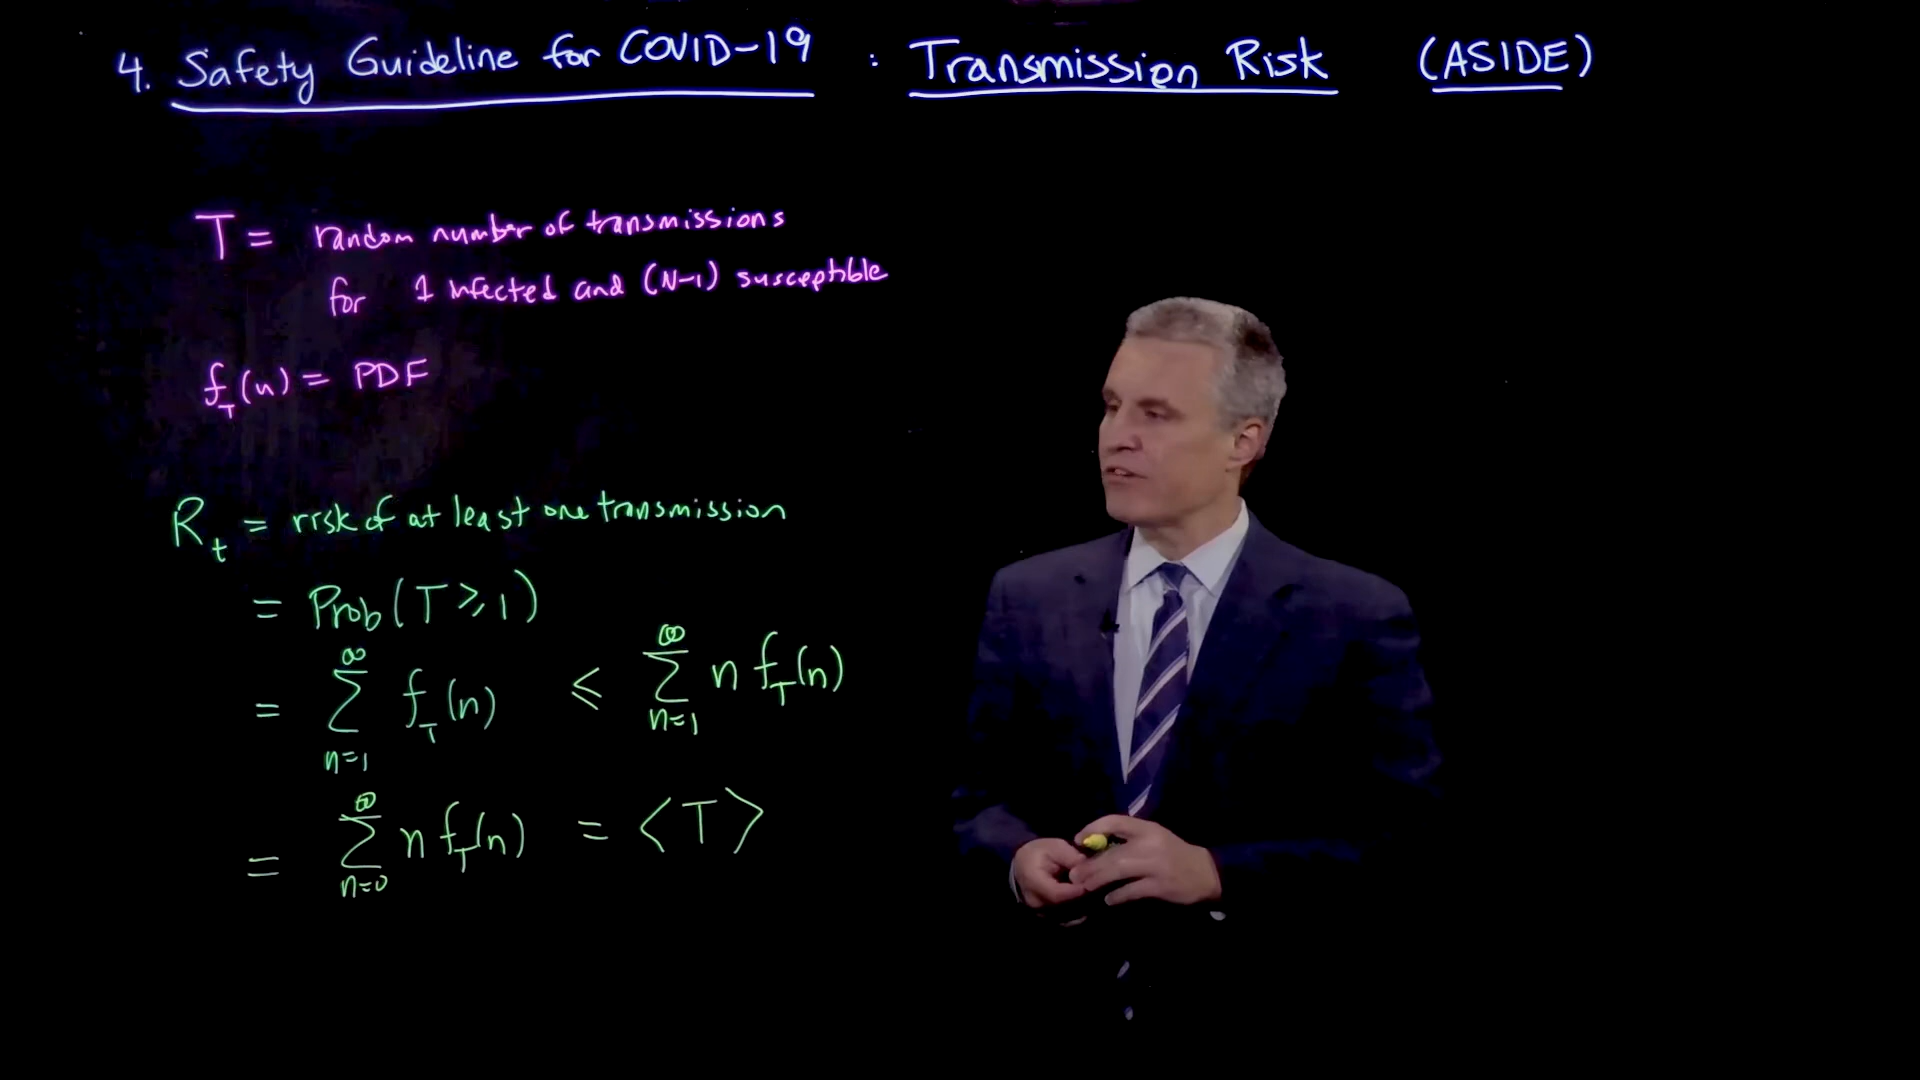 4. Safety Guideline for COVID-19 : Transmission Risk (ASIDE)
T = random number of transmissions
for 1 infected and (N-1) susceptible
f_T(n) = PDF
R_t = risk of at least one transmission
= Prob(T ⩾ 1)
= ∑_{n=1}^{∞} f_T(n) ⩽ ∑_{n=1}^{∞} n f_T(n)
= ∑_{n=0}^{∞} n f_T(n) = ⟨T⟩